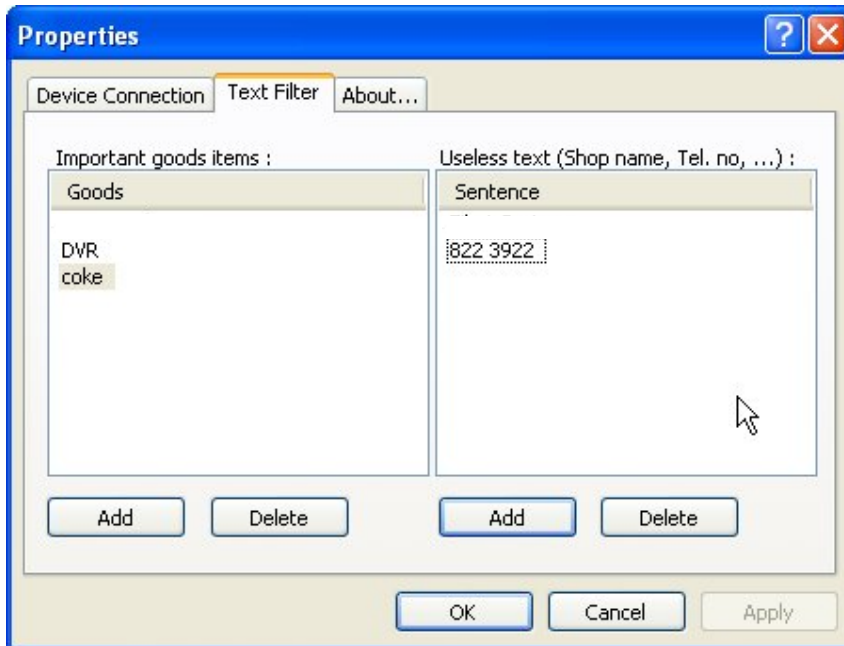 Properties
Device Connection Text Filter About...
Important goods items :
Useless text (Shop name, Tel. no, ...) :
Goods
Sentence
DVR
822 3922
coke
Add Delete Add Delete
OK Cancel Apply